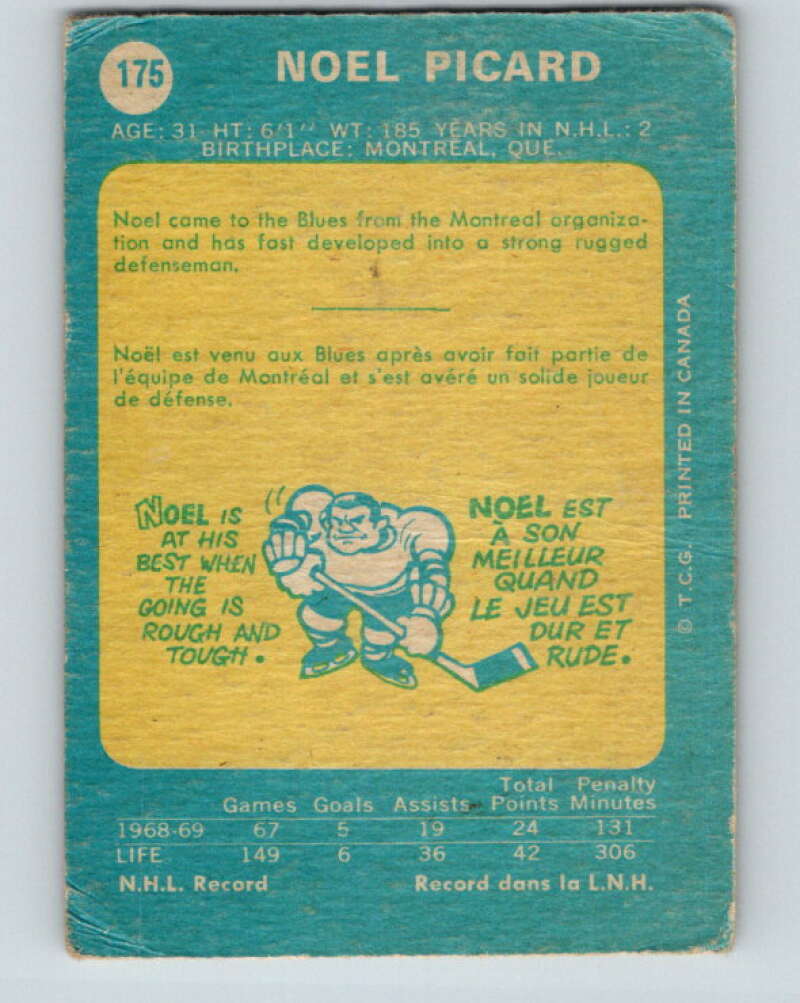 175
NOEL PICARD
AGE: 31 HT: 6/1" WT: 185 YEARS IN N.H.L.: 2
BIRTHPLACE: MONTREAL, QUE.
Noel came to the Blues from the Montreal organiza-
tion and has fast developed into a strong rugged
defenseman.
Noël est venu aux Blues après avoir fait partie de
l'équipe de Montréal et s'est avéré un solide joueur
de défense.
NOEL IS
AT HIS
BEST WHEN
THE
GOING IS
ROUGH AND
TOUGH.
NOEL EST
À SON
MEILLEUR
QUAND
LE JEU EST
DUR ET
RUDE.
© T.C.G. PRINTED IN CANADA
Total Penalty
Games Goals Assists Points Minutes
1968-69 67 5 19 24 131
LIFE 149 6 36 42 306
N.H.L. Record Record dans la L.N.H.